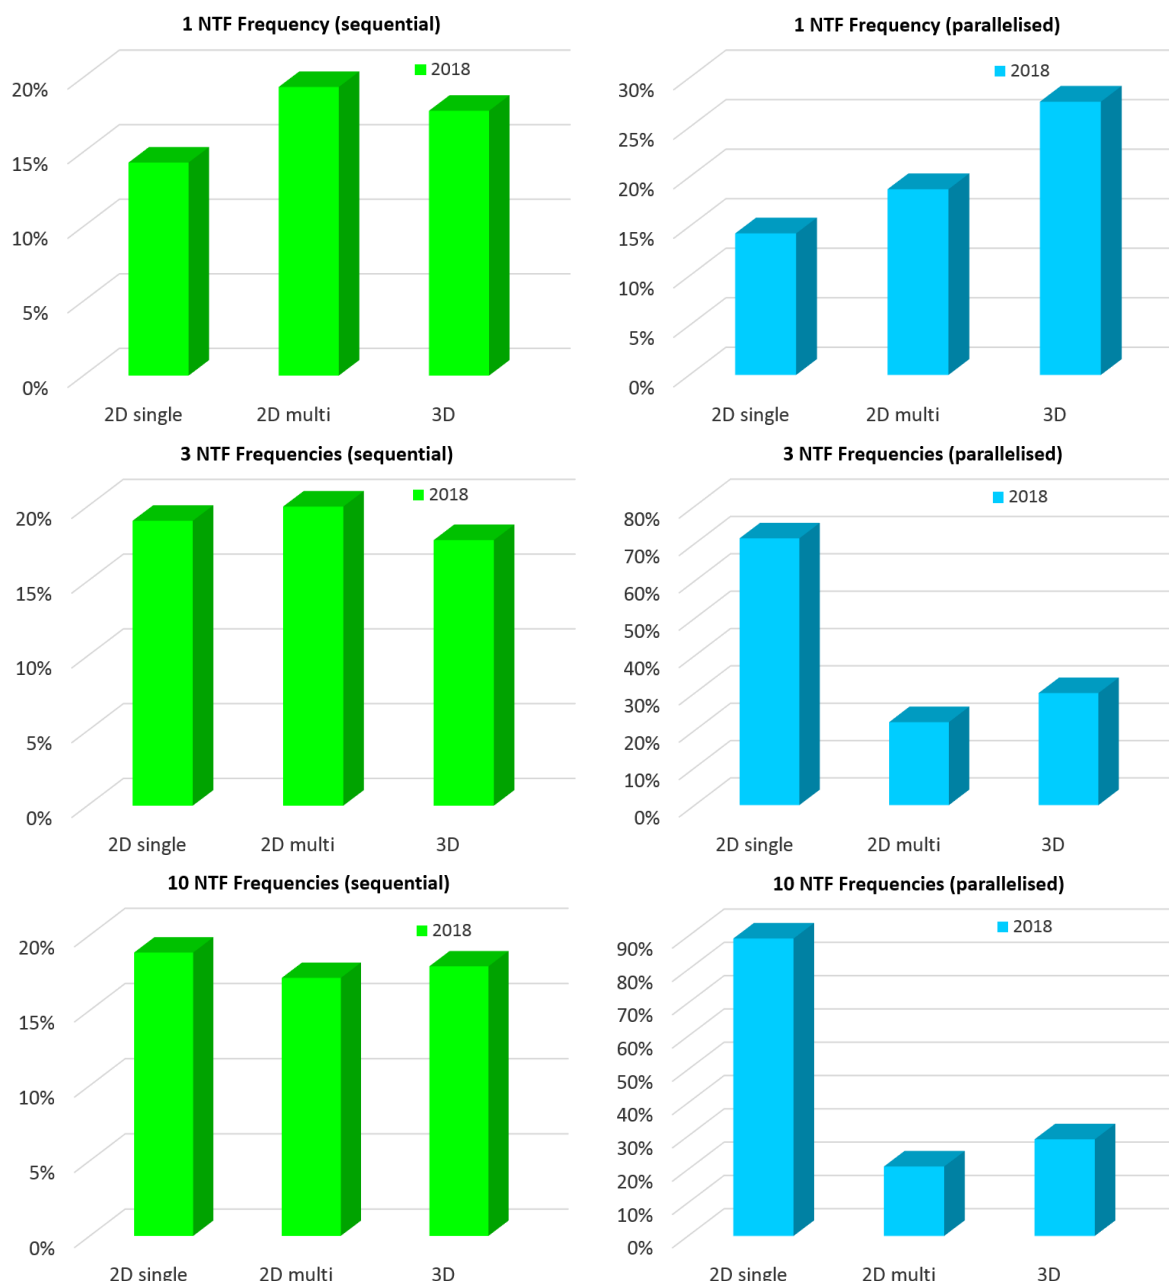 1 NTF Frequency (sequential)
2018
20%
15%
10%
5%
0%
2D single
2D multi
3D
1 NTF Frequency (parallelised)
2018
30%
25%
20%
15%
10%
5%
0%
2D single
2D multi
3D
3 NTF Frequencies (sequential)
2018
20%
15%
10%
5%
0%
2D single
2D multi
3D
3 NTF Frequencies (parallelised)
2018
80%
70%
60%
50%
40%
30%
20%
10%
0%
2D single
2D multi
3D
10 NTF Frequencies (sequential)
2018
20%
15%
10%
5%
0%
2D single
2D multi
3D
10 NTF Frequencies (parallelised)
2018
90%
80%
70%
60%
50%
40%
30%
20%
10%
0%
2D single
2D multi
3D